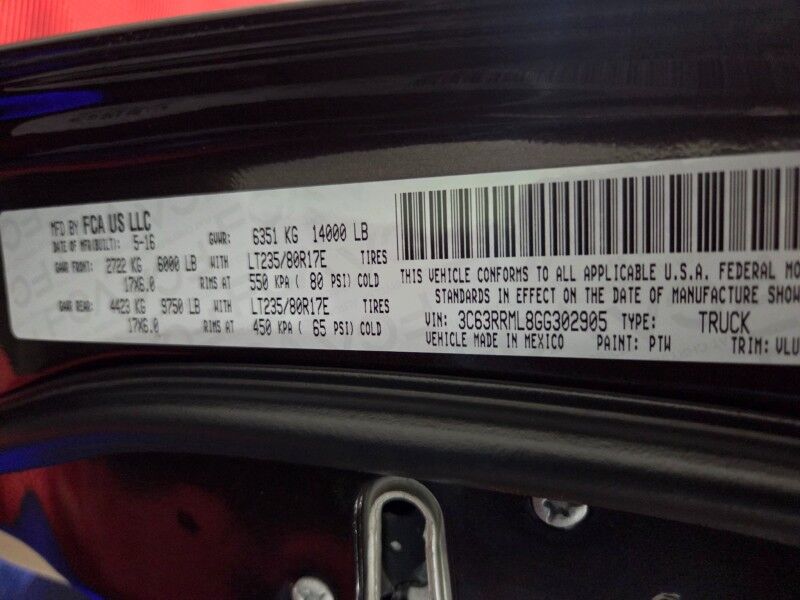 MFD BY FCA US LLC
DATE OF MFR(BUILT): 5-16 GVWR: 6351 KG 14000 LB
GAWR FRONT: 2722 KG 6000 LB WITH LT235/80R17E TIRES
17X6.0 RIMS AT 550 KPA ( 80 PSI) COLD
GAWR REAR: 4423 KG 9750 LB WITH LT235/80R17E TIRES
17X6.0 RIMS AT 450 KPA ( 65 PSI) COLD
THIS VEHICLE CONFORMS TO ALL APPLICABLE U.S.A. FEDERAL MO
STANDARDS IN EFFECT ON THE DATE OF MANUFACTURE SHOW
VIN: 3C63RRML8GG302905 TYPE: TRUCK
VEHICLE MADE IN MEXICO PAINT: PTW TRIM: VLU